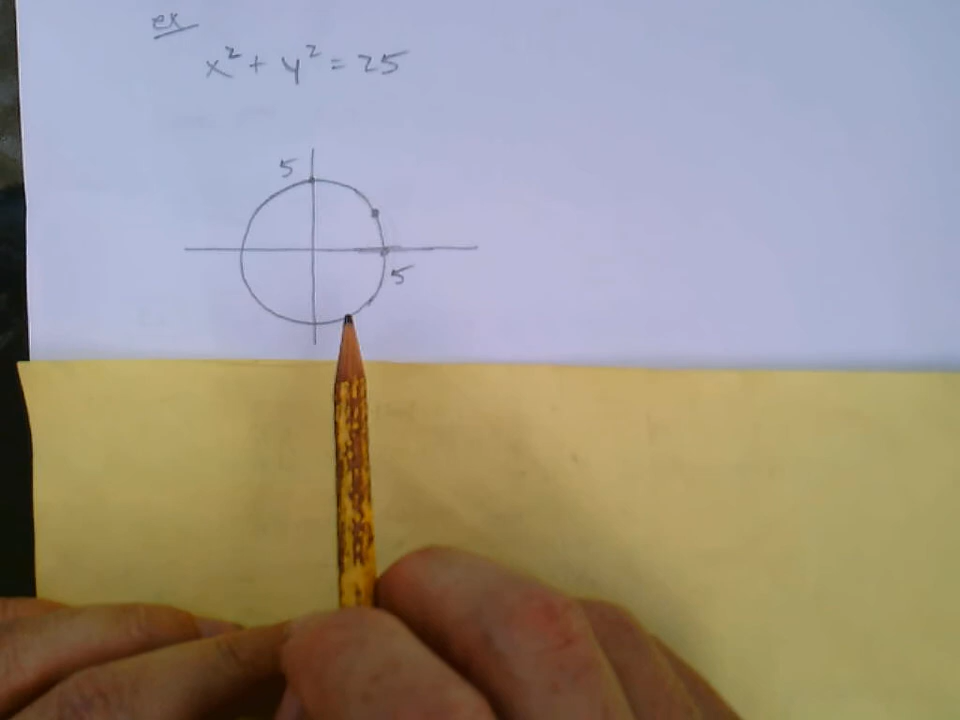 ex
x² + y² = 25
5
5